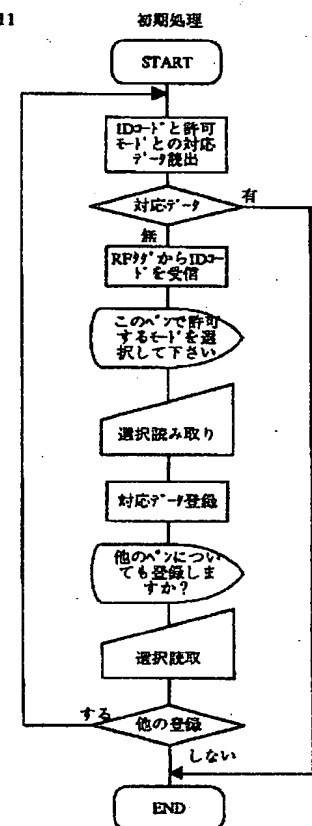 11
初期処理
START
IDコードと許可
モードとの対応
データ読出
対応データ
有
無
RFタグからIDコー
ドを受信
このペンで許可
するモードを選
択して下さい
選択読み取り
対応データ登録
他のペンについ
ても登録しま
すか?
選択読取
する
他の登録
しない
END